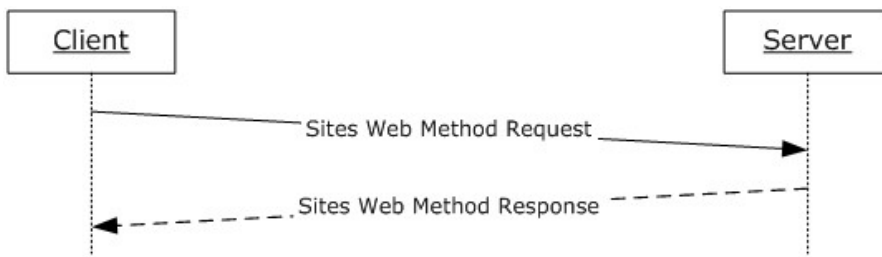 Client
Server
Sites Web Method Request
Sites Web Method Response